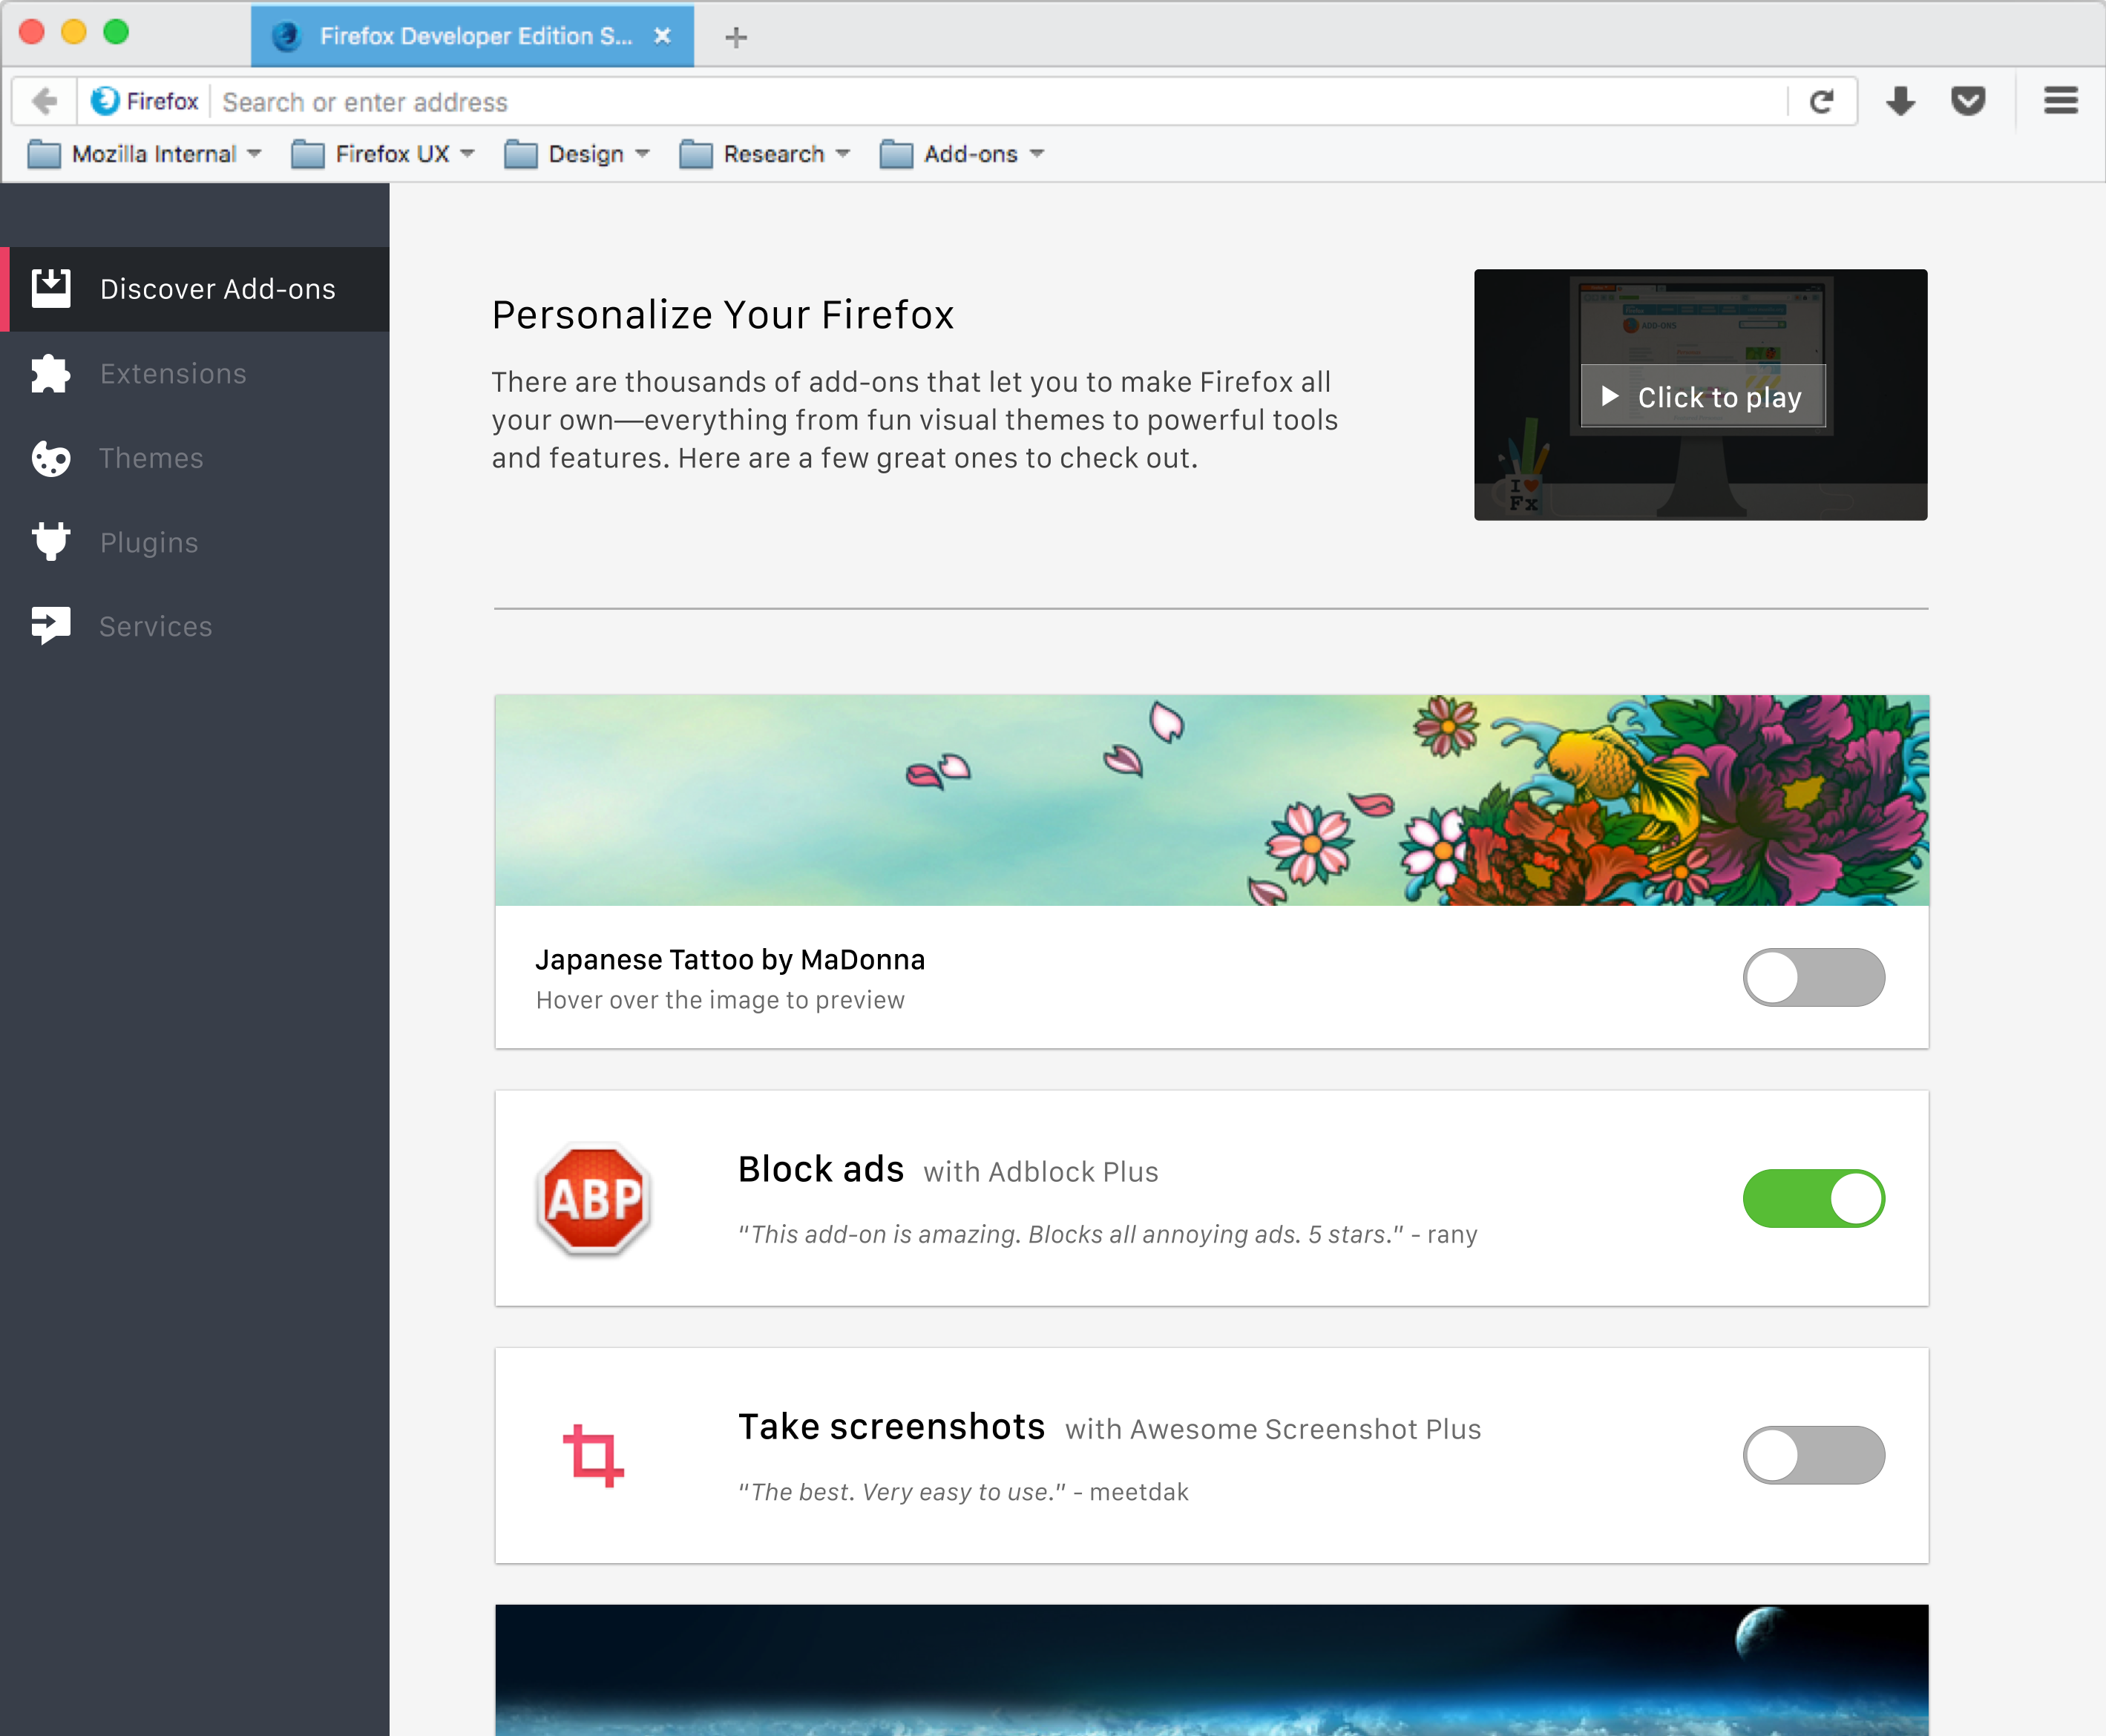 Firefox Developer Edition S...
Firefox Search or enter address
Mozilla Internal Firefox UX Design Research Add-ons
Discover Add-ons
Extensions
Themes
Plugins
Services
Personalize Your Firefox
There are thousands of add-ons that let you to make Firefox all
your own—everything from fun visual themes to powerful tools
and features. Here are a few great ones to check out.
ADD-ONS
Click to play
I
Fx
Japanese Tattoo by MaDonna
Hover over the image to preview
ABP
Block ads with Adblock Plus
"This add-on is amazing. Blocks all annoying ads. 5 stars." - rany
Take screenshots with Awesome Screenshot Plus
"The best. Very easy to use." - meetdak